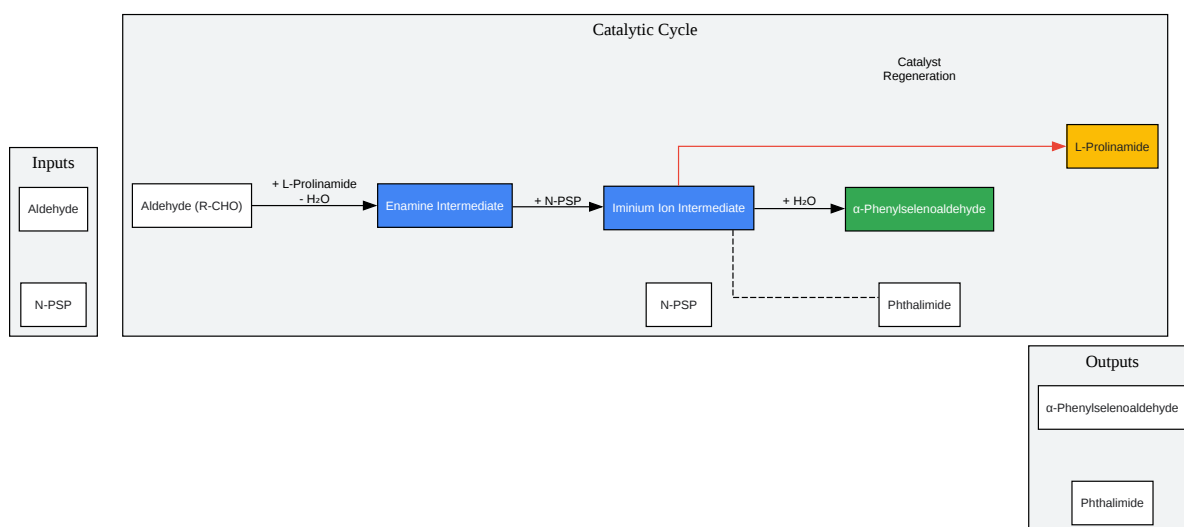 Catalytic Cycle
Catalyst
Regeneration
L-Prolinamide
Inputs
Aldehyde
N-PSP
Aldehyde (R-CHO)
+ L-Prolinamide
- H₂O
Enamine Intermediate
+ N-PSP
Iminium Ion Intermediate
+ H₂O
α-Phenylselenoaldehyde
N-PSP
Phthalimide
Outputs
α-Phenylselenoaldehyde
Phthalimide